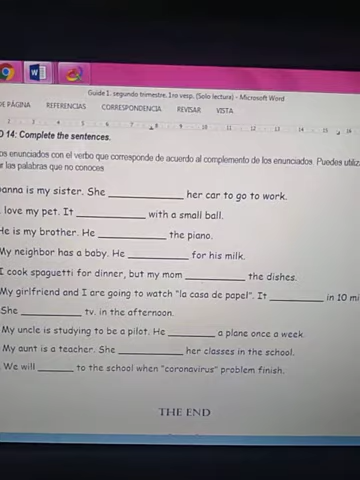 Guide 1. segundo trimestre, 1ro vesp. (Solo lectura) - Microsoft Word
DE PÁGINA REFERENCIAS CORRESPONDENCIA REVISAR VISTA
14: Complete the sentences.
os enunciados con el verbo que corresponde de acuerdo al complemento de los enunciados. Puedes utiliz
r las palabras que no conoces
anna is my sister. She ____________ her car to go to work.
love my pet. It ____________ with a small ball.
He is my brother. He ____________ the piano.
My neighbor has a baby. He ____________ for his milk.
I cook spaguetti for dinner, but my mom ____________ the dishes.
My girlfriend and I are going to watch "la casa de papel". It __________ in 10 mi
She ____________ tv. in the afternoon.
My uncle is studying to be a pilot. He _________ a plane once a week.
My aunt is a teacher. She ____________ her classes in the school.
We will _______ to the school when "coronavirus" problem finish.
THE END